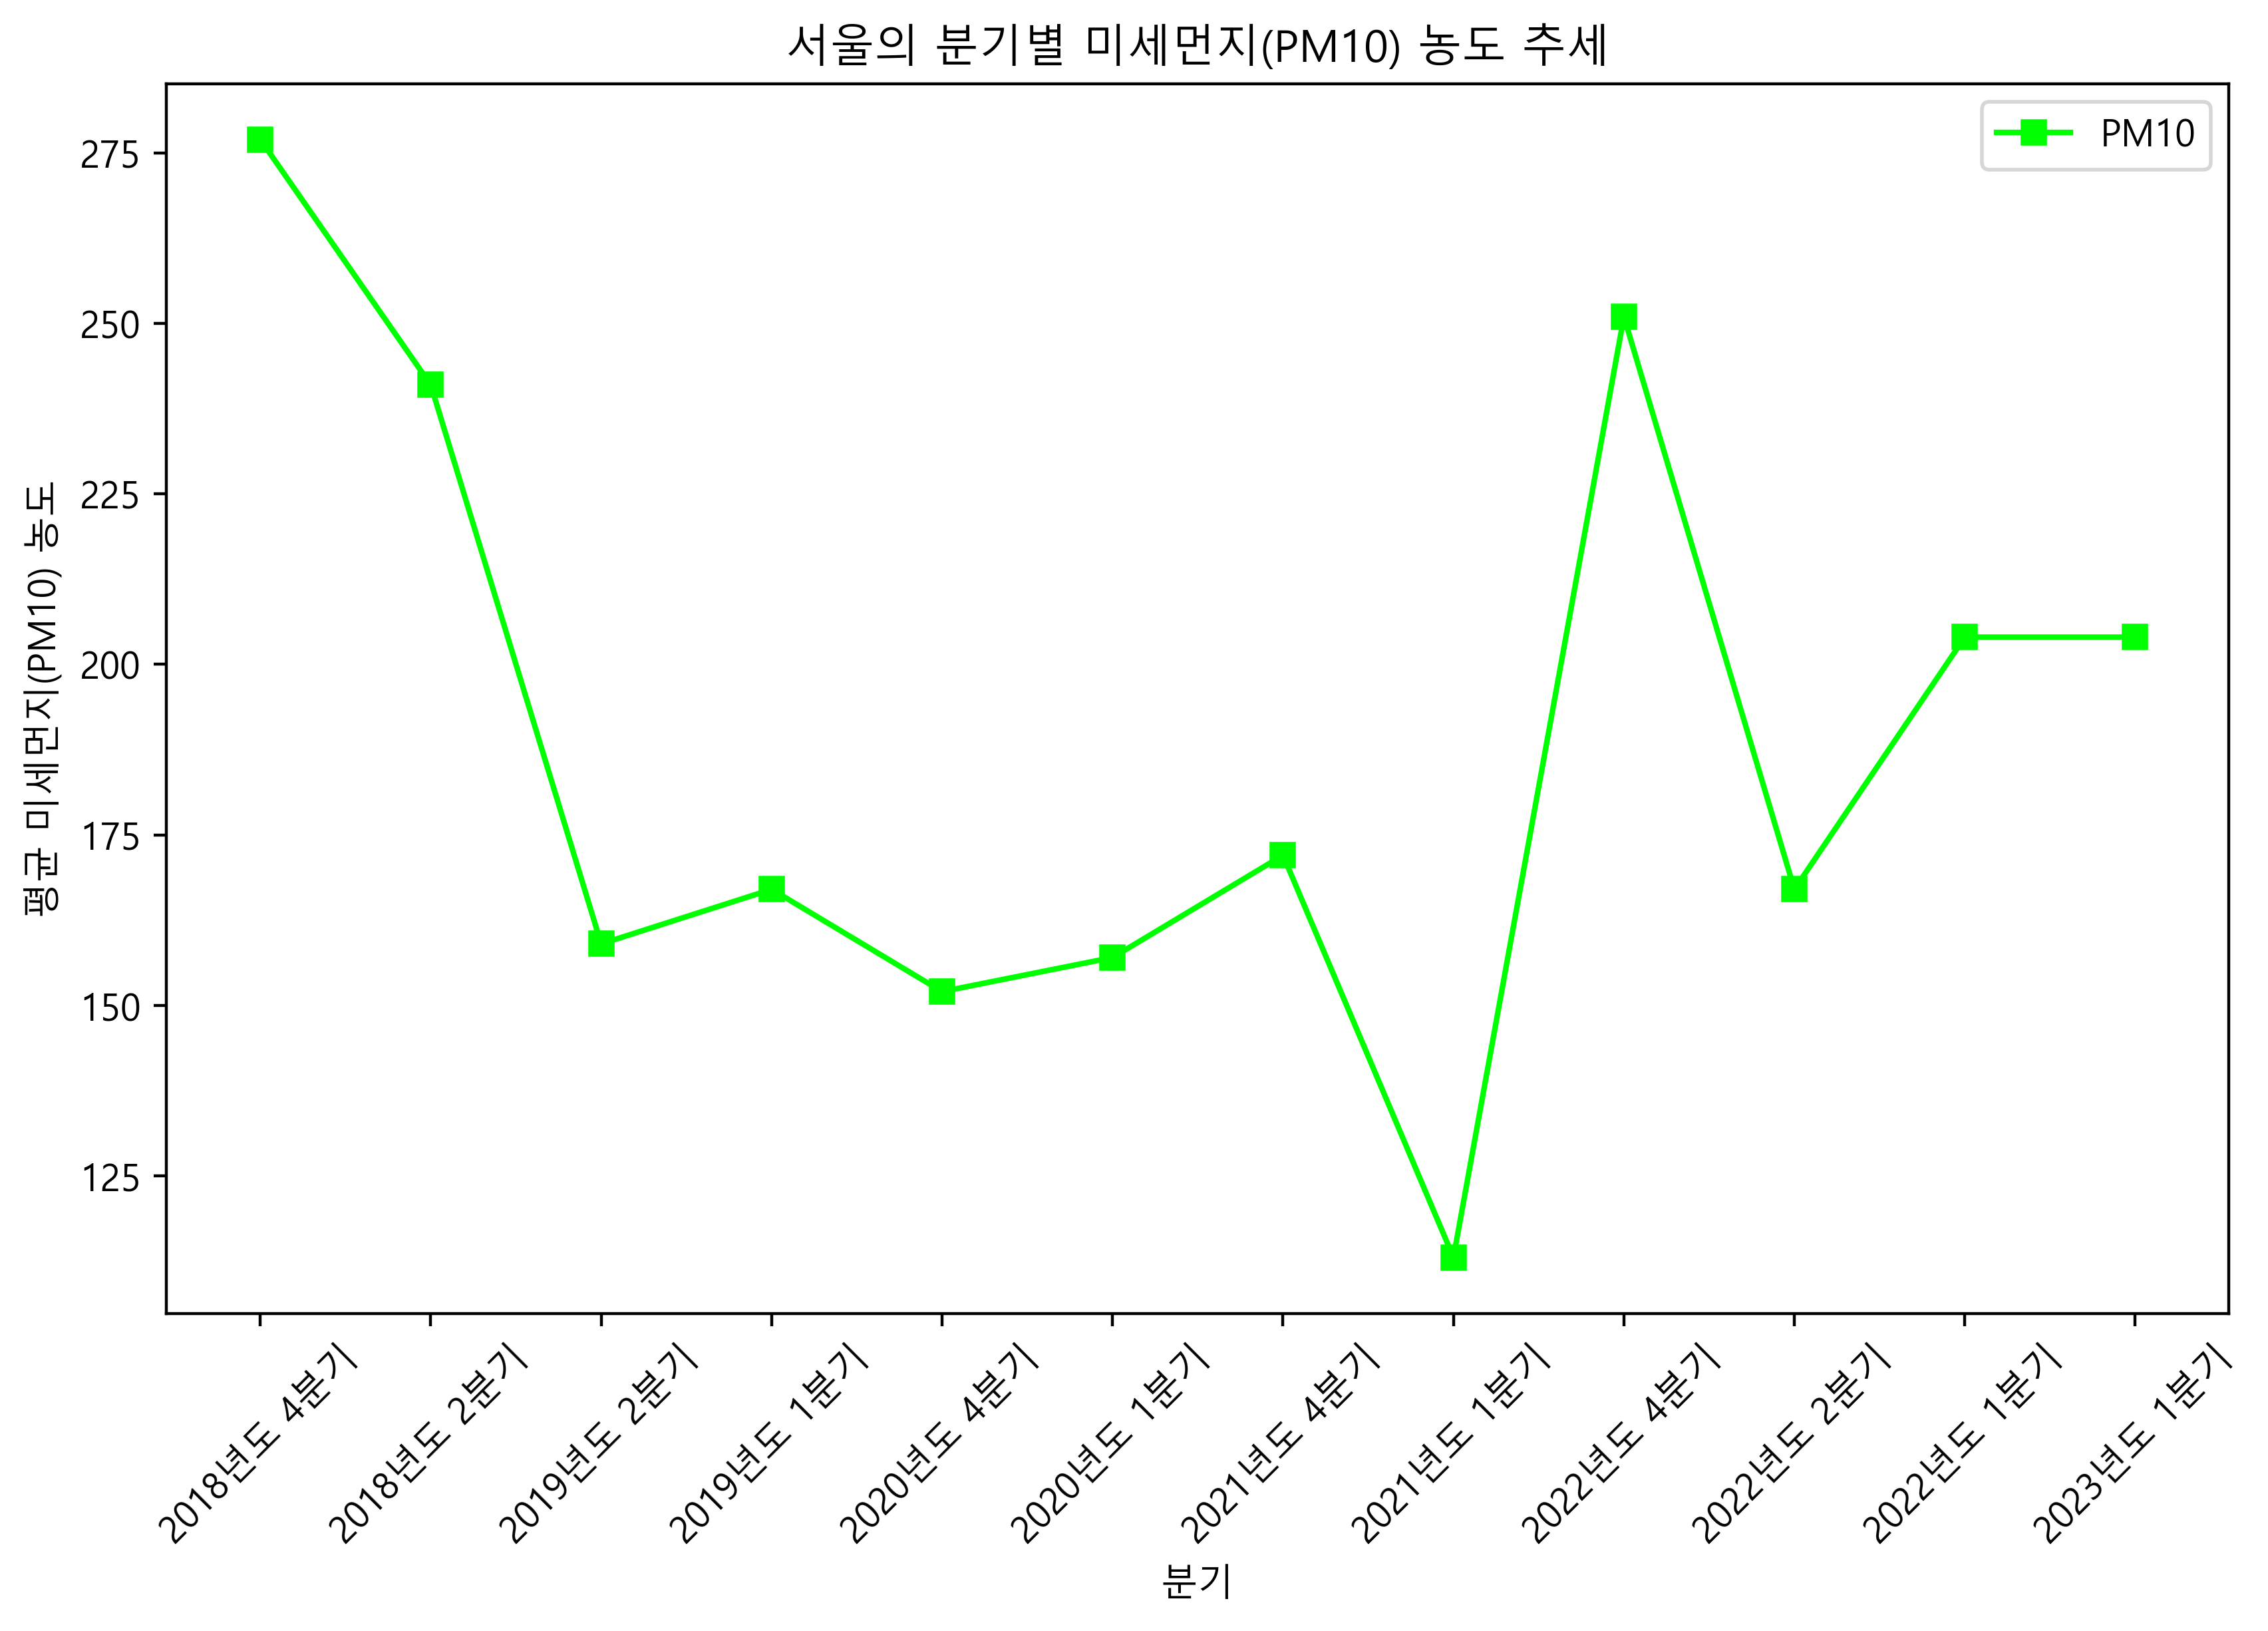 서울의 분기별 미세먼지(PM10) 농도 추세
PM10
평균 미세먼지(PM10) 농도
275
250
225
200
175
150
125
2018년도 4분기
2018년도 2분기
2019년도 2분기
2019년도 1분기
2020년도 4분기
2020년도 1분기
2021년도 4분기
2021년도 1분기
2022년도 4분기
2022년도 2분기
2022년도 1분기
2023년도 1분기
분기